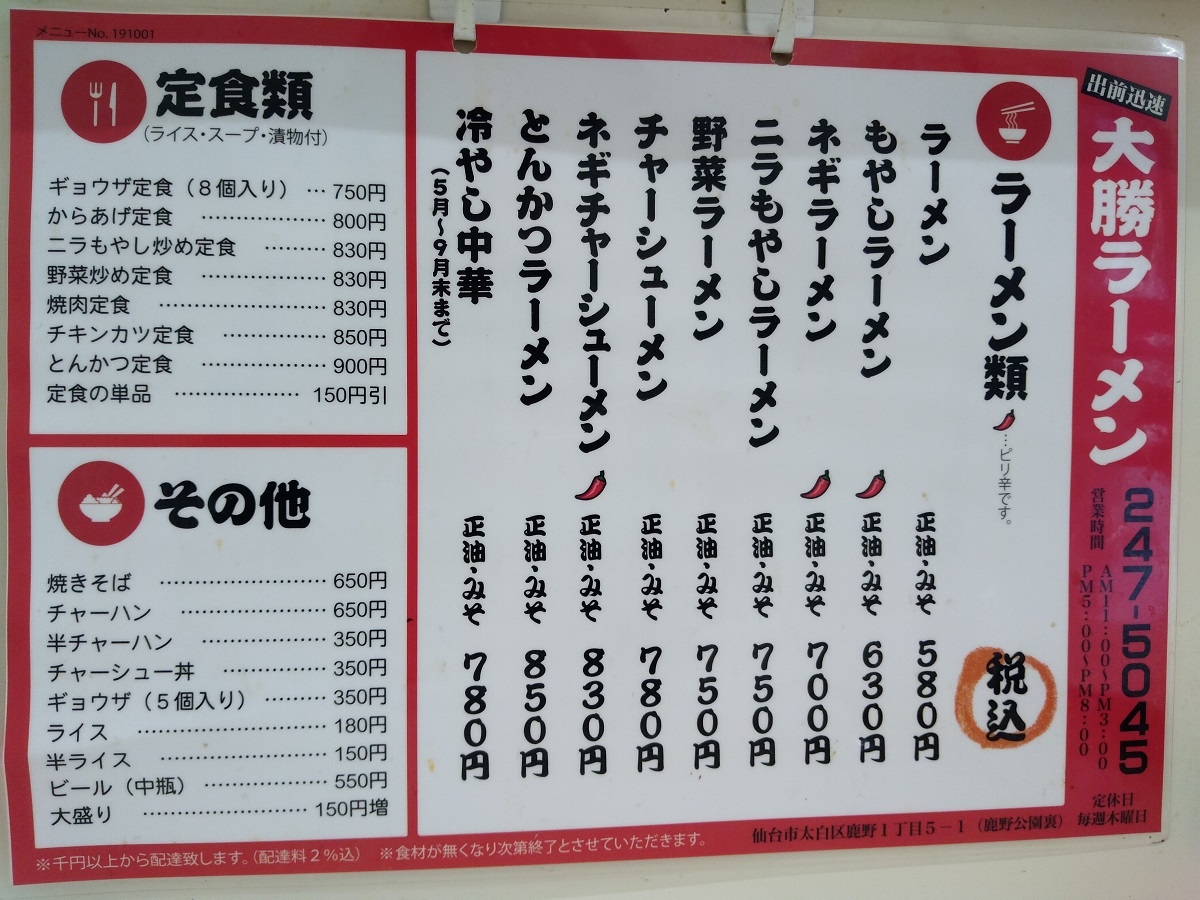 メニューNo. 191001
出前迅速
大勝ラーメン
247-5045
営業時間
AM11:00〜PM3:00
PM5:00〜PM8:00
定休日
毎週木曜日
ラーメン類
…ピリ辛です。
税込
ラーメン 正油・みそ 580円
もやしラーメン 正油・みそ 630円
ネギラーメン 正油・みそ 700円
ニラもやしラーメン 正油・みそ 750円
野菜ラーメン 正油・みそ 750円
チャーシューメン 正油・みそ 780円
ネギチャーシューメン 正油・みそ 830円
とんかつラーメン 正油・みそ 850円
冷やし中華 正油・みそ 780円
(5月〜9月末まで)
定食類
(ライス・スープ・漬物付)
ギョウザ定食(8個入り) … 750円
からあげ定食 ……………… 800円
ニラもやし炒め定食 ……… 830円
野菜炒め定食 ……………… 830円
焼肉定食 …………………… 830円
チキンカツ定食 …………… 850円
とんかつ定食 ……………… 900円
定食の単品 ……………… 150円引
その他
焼きそば …………………… 650円
チャーハン ………………… 650円
半チャーハン ……………… 350円
チャーシュー丼 …………… 350円
ギョウザ(5個入り) ……… 350円
ライス ……………………… 180円
半ライス …………………… 150円
ビール(中瓶) ……………… 550円
大盛り …………………… 150円増
※千円以上から配達致します。(配達料2%込) ※食材が無くなり次第終了とさせていただきます。
仙台市太白区鹿野1丁目5−1(鹿野公園裏)